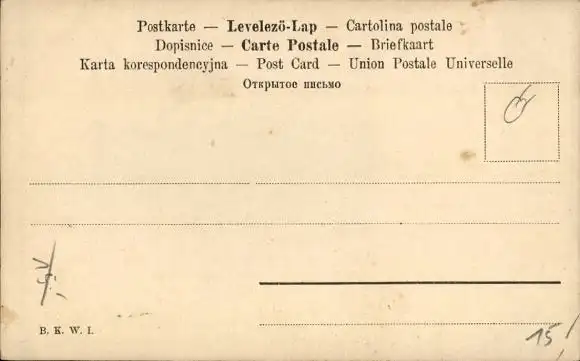 Postkarte — Levelező-Lap — Cartolina postale
Dopisnice — Carte Postale — Briefkaart
Karta korespondencyjna — Post Card — Union Postale Universelle
Открытое письмо
B. K. W. I.
15